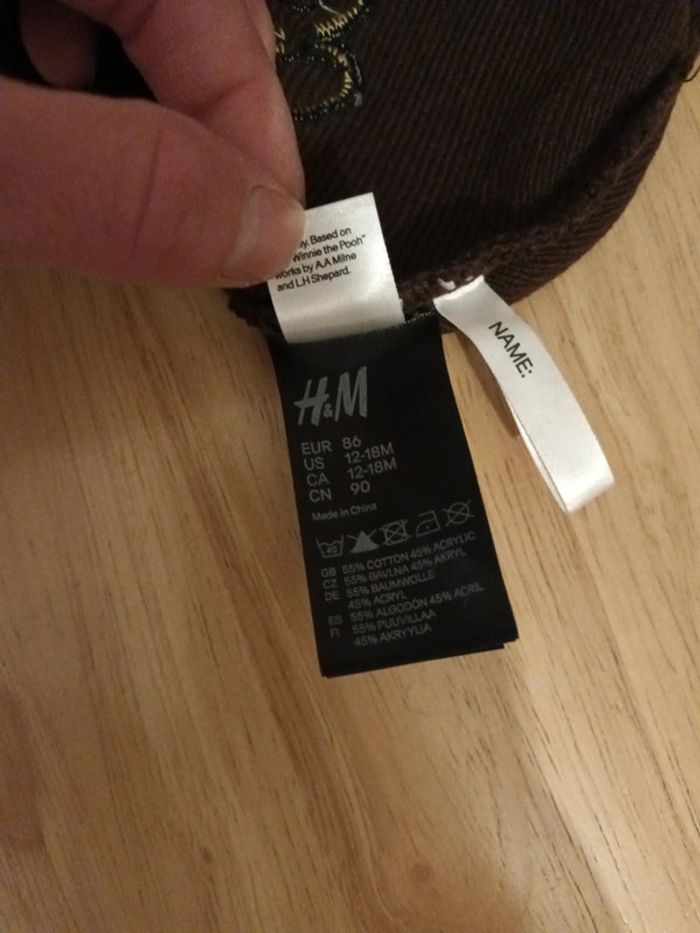 Based on
Winnie the Pooh"
works by A.A Milne
and L.H Shepard.
NAME:
H&M
EUR 86
US 12-18M
CA 12-18M
CN 90
Made in China
40
GB 55% COTTON 45% ACRYLIC
CZ 55% BAVLNA 45% AKRYL
DE 55% BAUMWOLLE
45% ACRYL
ES 55% ALGODÓN 45% ACRIL
FI 55% PUUVILLAA
45% AKRYYLIA